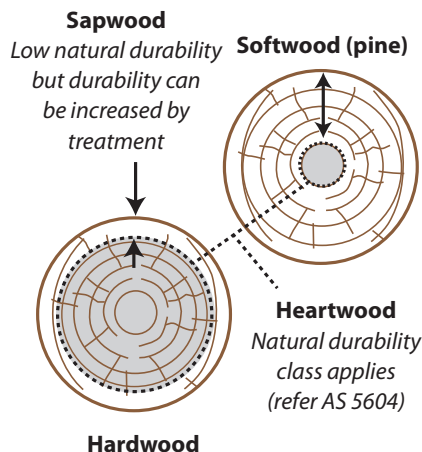 Sapwood
Low natural durability
but durability can
be increased by
treatment
Softwood (pine)
Heartwood
Natural durability
class applies
(refer AS 5604)
Hardwood